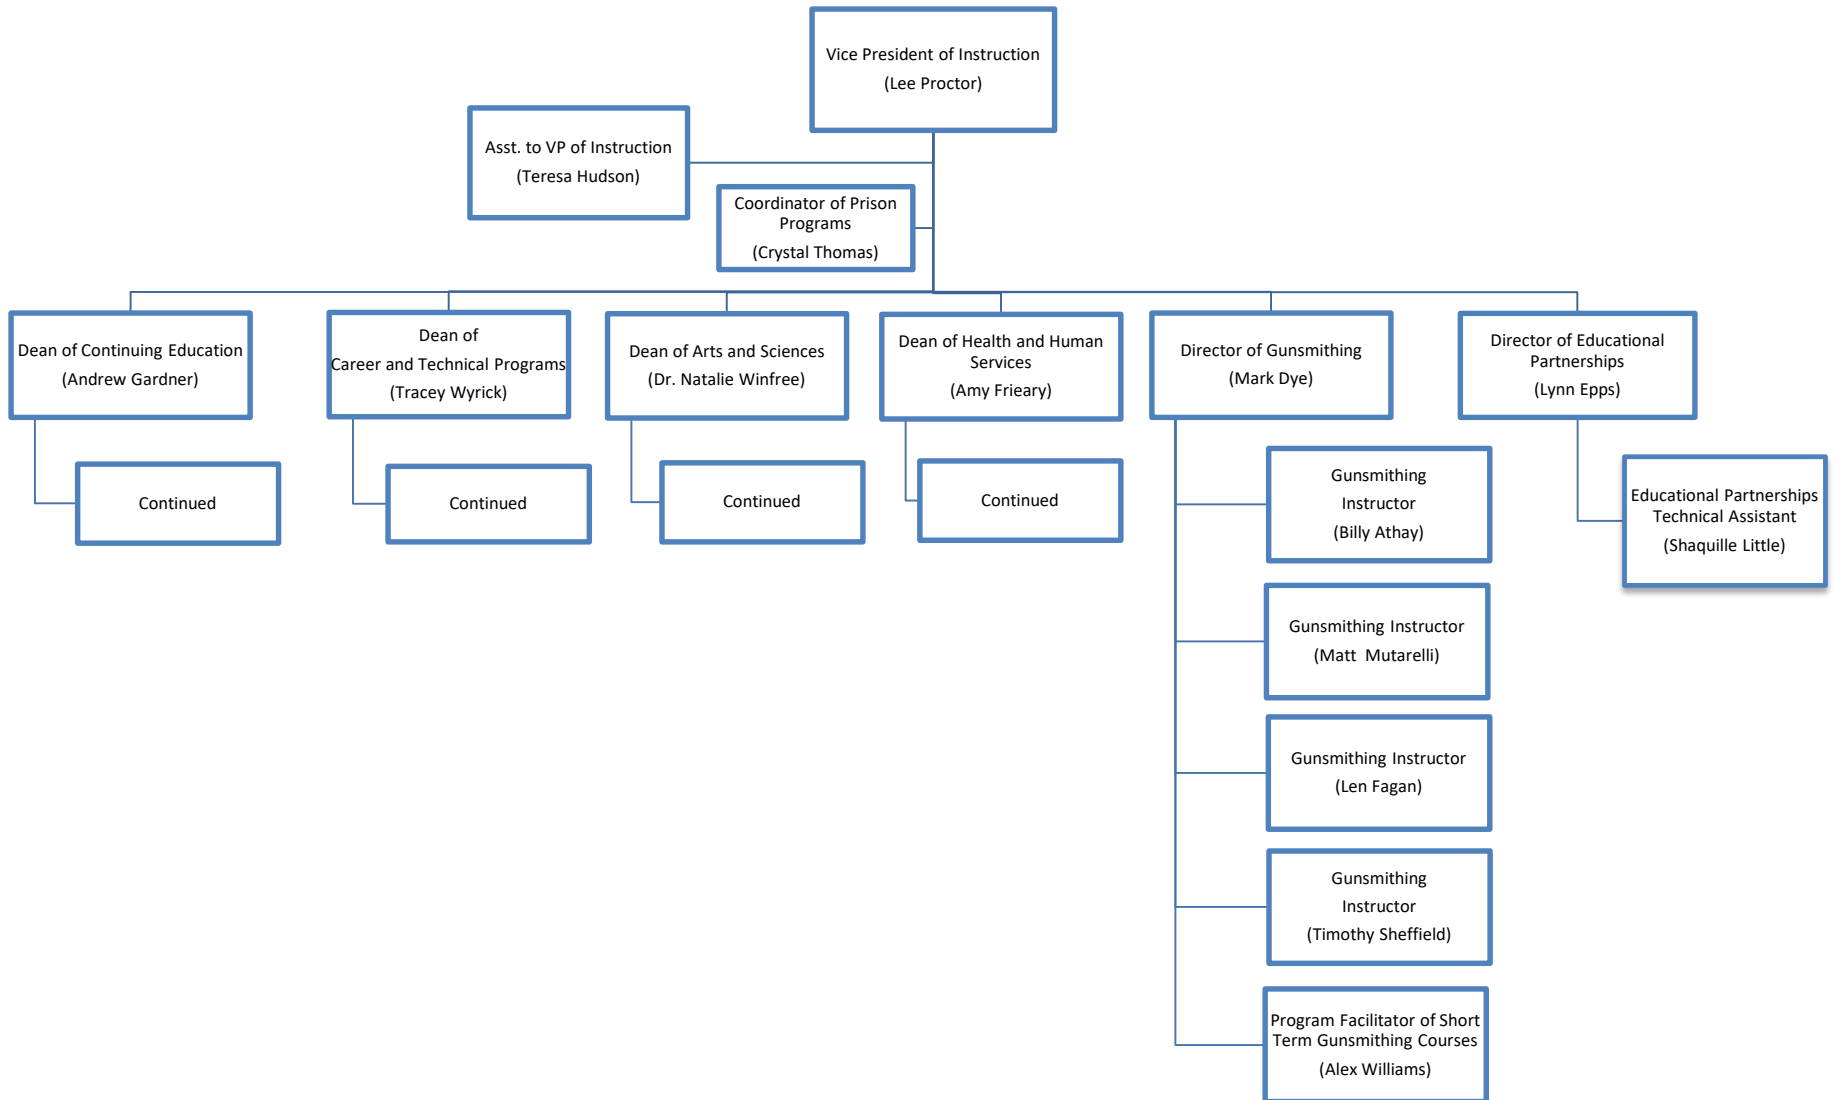 Vice President of Instruction
(Lee Proctor)
Asst. to VP of Instruction
(Teresa Hudson)
Coordinator of Prison
Programs
(Crystal Thomas)
Dean of Continuing Education
(Andrew Gardner)
Dean of
Career and Technical Programs
(Tracey Wyrick)
Dean of Arts and Sciences
(Dr. Natalie Winfree)
Dean of Health and Human
Services
(Amy Frieary)
Director of Gunsmithing
(Mark Dye)
Director of Educational
Partnerships
(Lynn Epps)
Continued
Continued
Continued
Continued
Gunsmithing
Instructor
(Billy Athay)
Educational Partnerships
Technical Assistant
(Shaquille Little)
Gunsmithing Instructor
(Matt Mutarelli)
Gunsmithing Instructor
(Len Fagan)
Gunsmithing
Instructor
(Timothy Sheffield)
Program Facilitator of Short
Term Gunsmithing Courses
(Alex Williams)